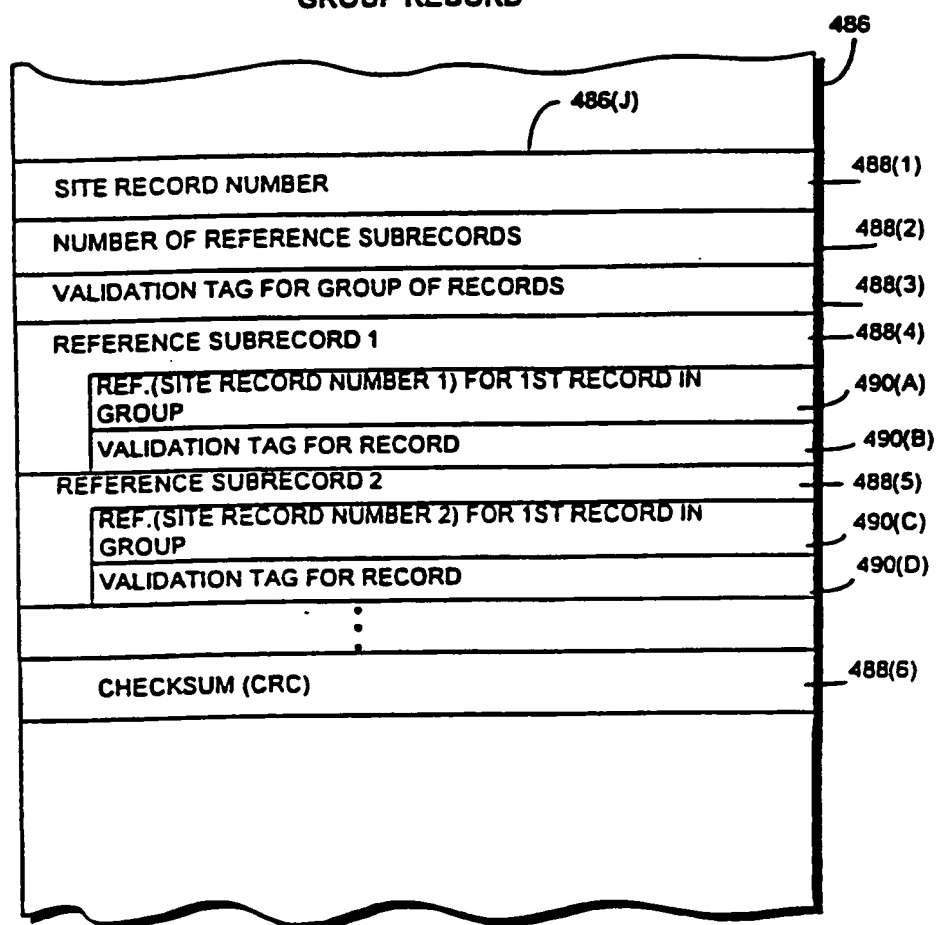 GROUP RECORD
486
486(J)
SITE RECORD NUMBER
488(1)
NUMBER OF REFERENCE SUBRECORDS
488(2)
VALIDATION TAG FOR GROUP OF RECORDS
488(3)
REFERENCE SUBRECORD 1
488(4)
REF.(SITE RECORD NUMBER 1) FOR 1ST RECORD IN
GROUP
490(A)
VALIDATION TAG FOR RECORD
490(B)
REFERENCE SUBRECORD 2
488(5)
REF.(SITE RECORD NUMBER 2) FOR 1ST RECORD IN
GROUP
490(C)
VALIDATION TAG FOR RECORD
490(D)
CHECKSUM (CRC)
488(6)